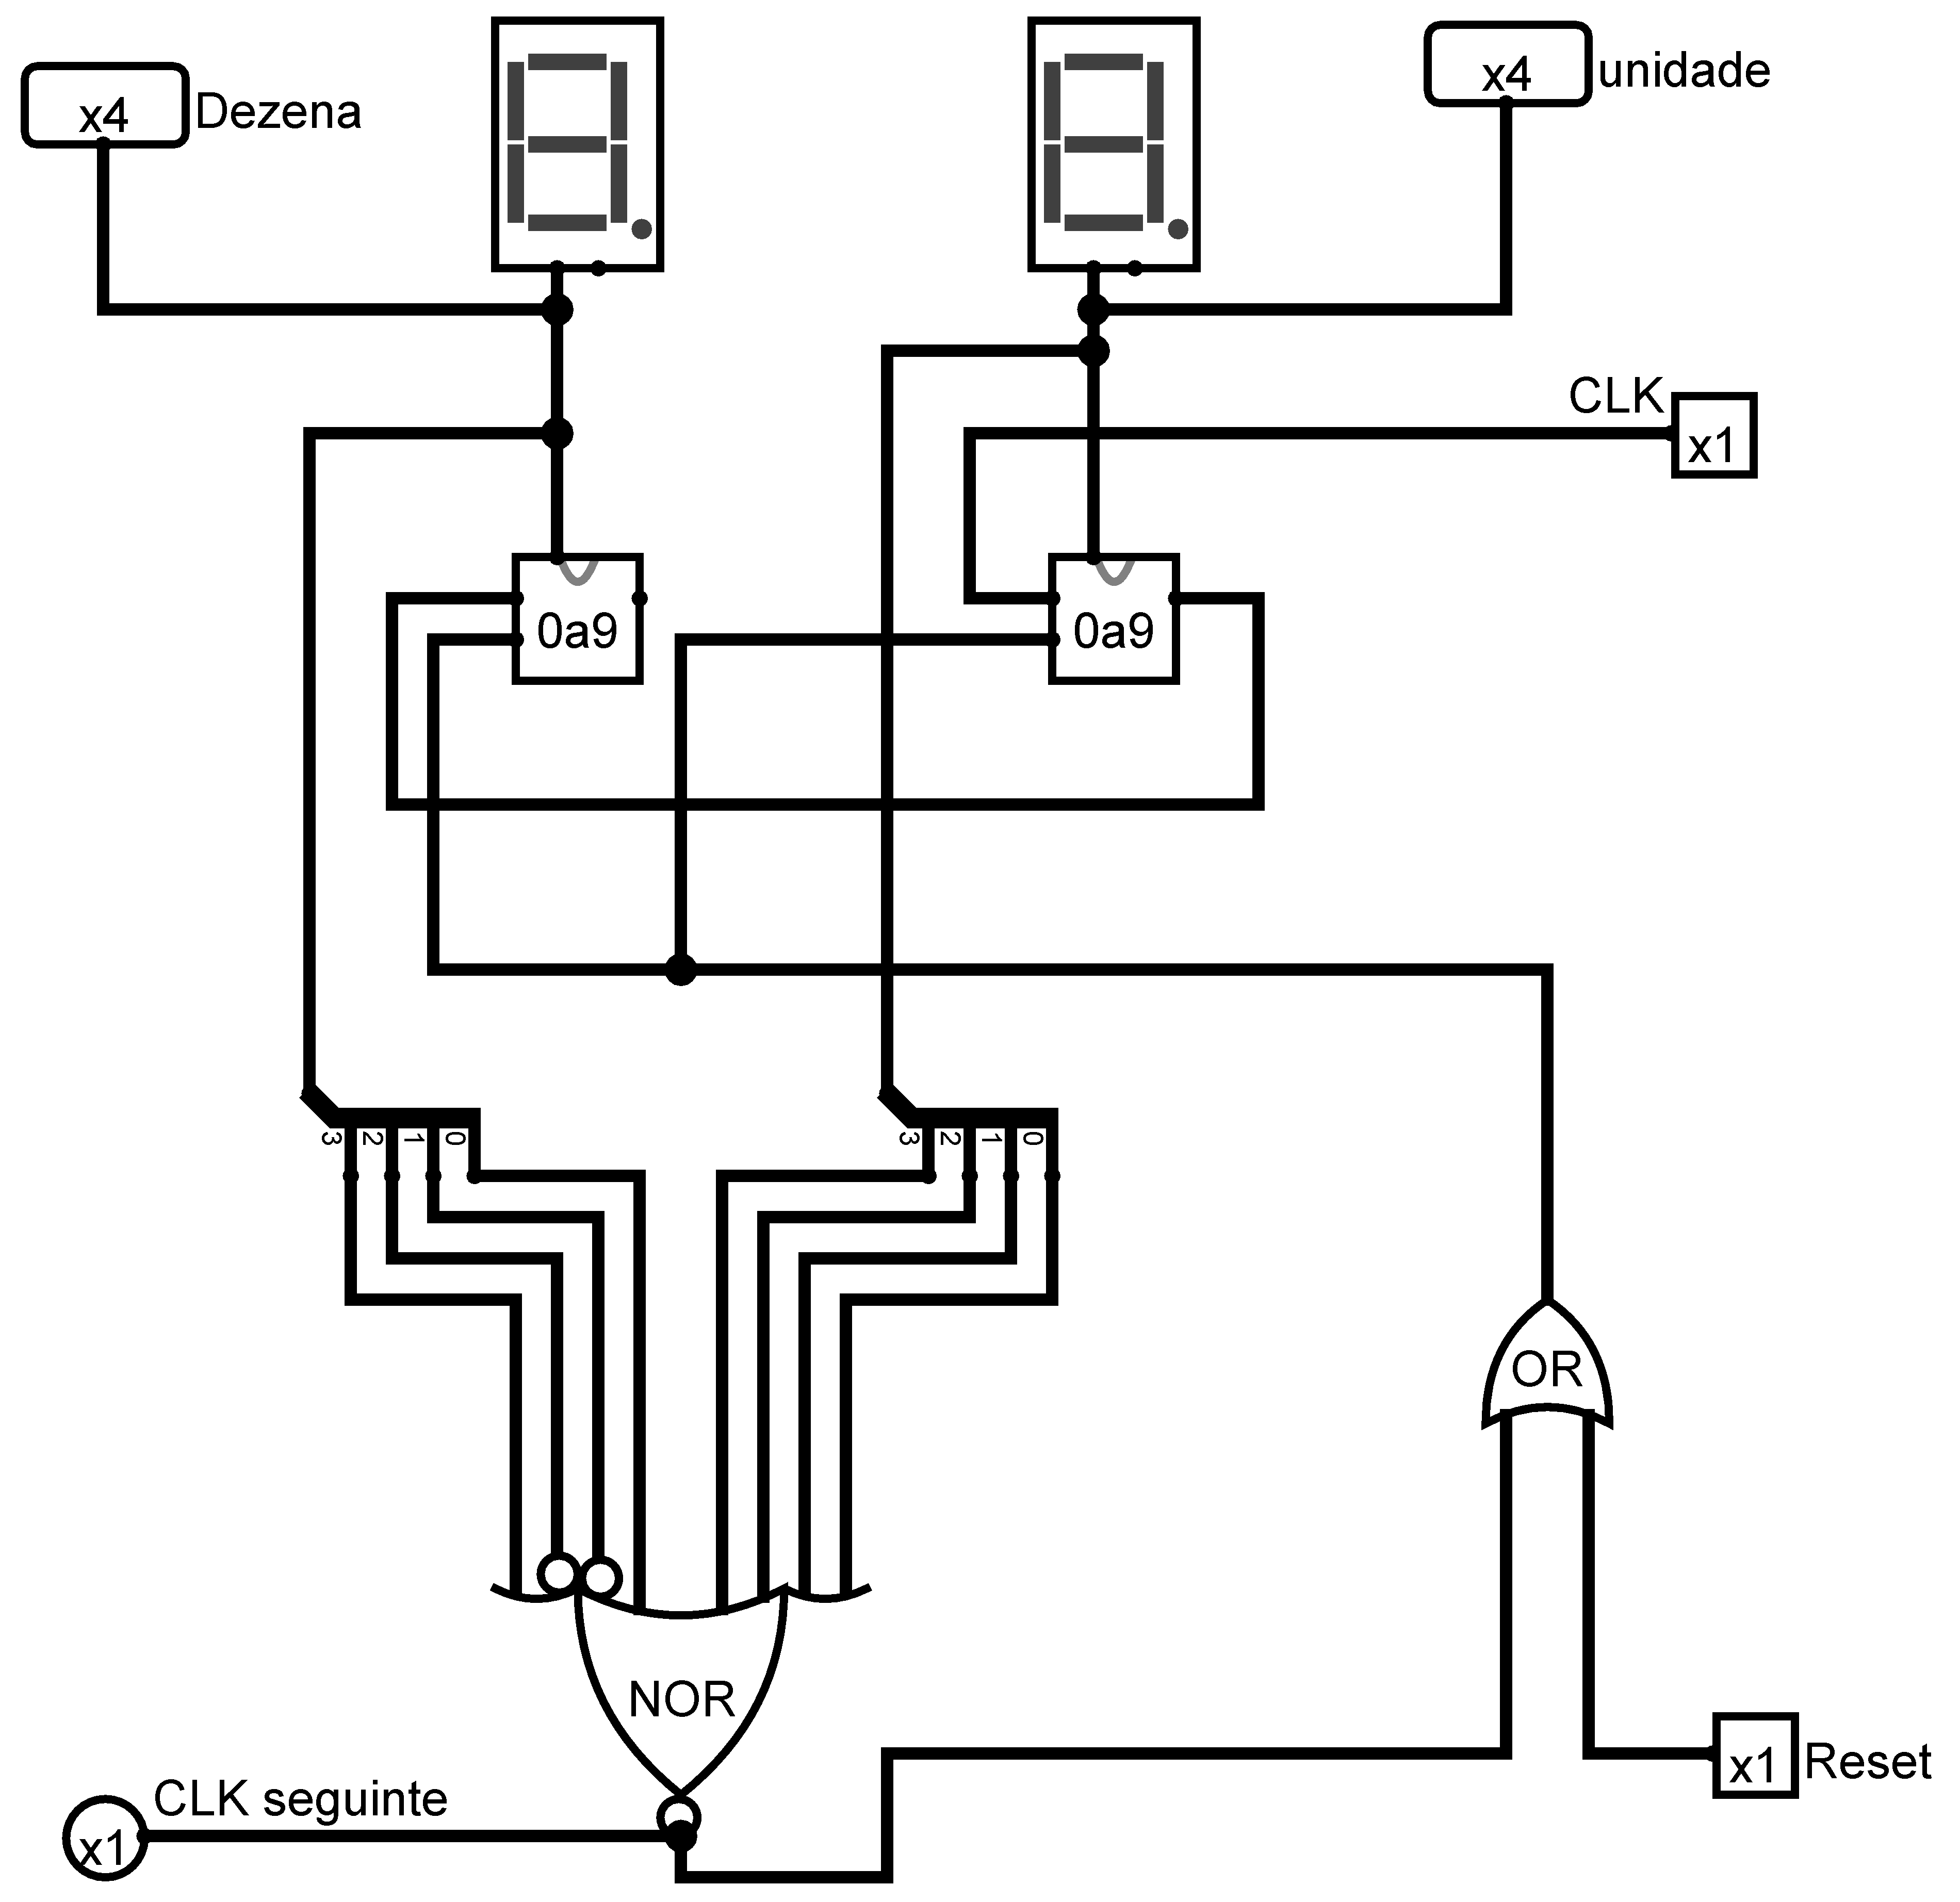 x4 Dezena
x4 unidade
CLK
x1
0a9
0a9
3 2 1 0
3 2 1 0
OR
NOR
x1 Reset
CLK seguinte
x1